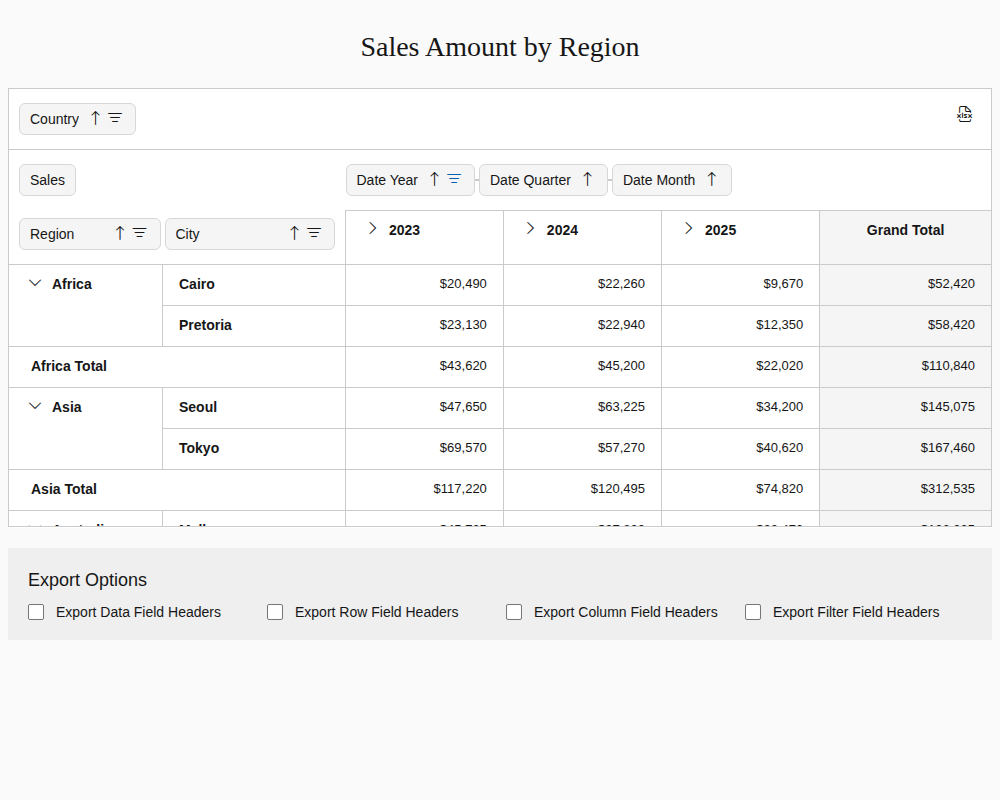 Sales Amount by Region
Country
xlsx
Sales
Date Year Date Quarter Date Month
Region City 2023 2024 2025 Grand Total
Africa Cairo $20,490 $22,260 $9,670 $52,420
Pretoria $23,130 $22,940 $12,350 $58,420
Africa Total $43,620 $45,200 $22,020 $110,840
Asia Seoul $47,650 $63,225 $34,200 $145,075
Tokyo $69,570 $57,270 $40,620 $167,460
Asia Total $117,220 $120,495 $74,820 $312,535
Export Options
Export Data Field Headers Export Row Field Headers Export Column Field Headers Export Filter Field Headers